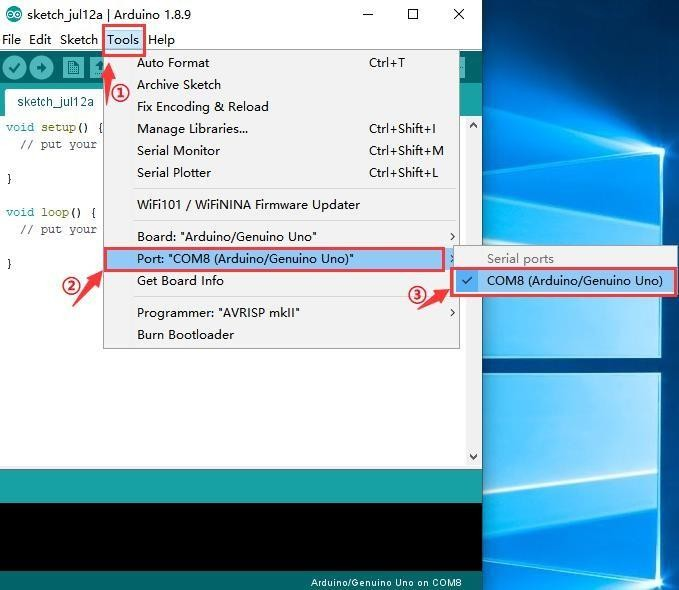 sketch_jul12a | Arduino 1.8.9
File Edit Sketch Tools Help
①
sketch_jul12a
void setup() {
// put your
}
void loop() {
// put your
}
Auto Format Ctrl+T
Archive Sketch
Fix Encoding & Reload
Manage Libraries... Ctrl+Shift+I
Serial Monitor Ctrl+Shift+M
Serial Plotter Ctrl+Shift+L
WiFi101 / WiFiNINA Firmware Updater
Board: "Arduino/Genuino Uno"
Port: "COM8 (Arduino/Genuino Uno)"
②
Get Board Info
Programmer: "AVRISP mkII"
Burn Bootloader
Serial ports
COM8 (Arduino/Genuino Uno)
③
Arduino/Genuino Uno on COM8